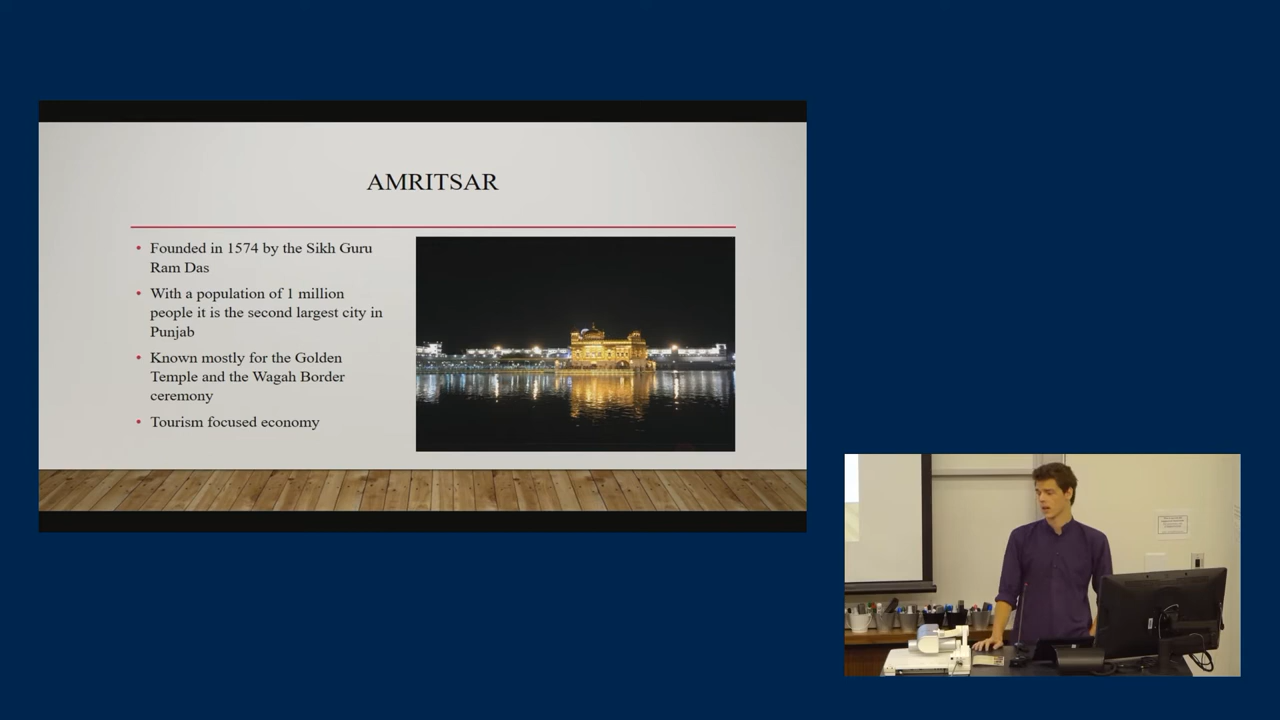 AMRITSAR
• Founded in 1574 by the Sikh Guru
Ram Das
• With a population of 1 million
people it is the second largest city in
Punjab
• Known mostly for the Golden
Temple and the Wagah Border
ceremony
• Tourism focused economy